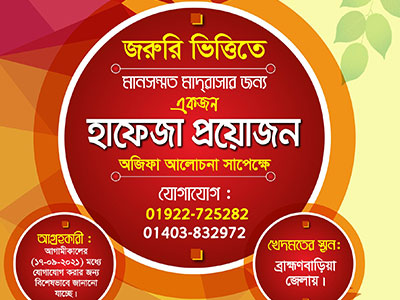 জরুরি ভিত্তিতে
মানসম্মত মাদ্রাসার জন্য
একজন
হাফেজা প্রয়োজন
অজিফা আলোচনা সাপেক্ষে
যোগাযোগ :
01922-725282
01403-832972
আগ্রহকারী :
আগামীকালের
(১৭-০৯-২০২১) মধ্যে
যোগাযোগ করার জন্য
বিশেষভাবে জানানো
যাচ্ছে।
খেদমতের স্থান:
ব্রাহ্মণবাড়িয়া
জেলায়।